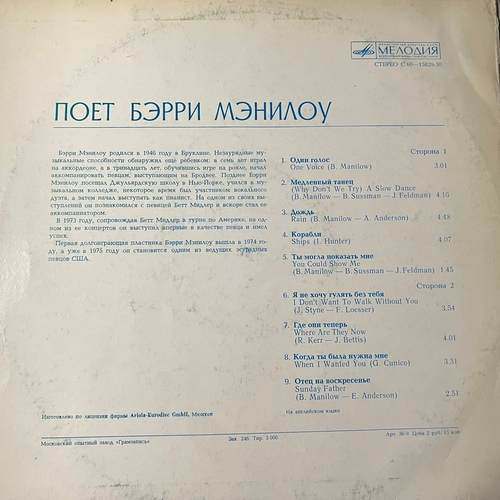 МЕЛОДИЯ
СТЕРЕО
ПОЕТ БЭРРИ МЭНИЛОУ
Бэрри Мэнилоу родился в 1946 году в Бруклине. Незаурядные му-
зыкальные способности обнаружил еще ребенком: в семь лет играл
на аккордеоне, а в тринадцать лет, обучившись игре на рояле, начал
аккомпанировать певцам, выступающим на Бродвее. Позднее Бэрри
Мэнилоу посещал Джульярдскую школу в Нью-Йорке, учился в му-
зыкальном колледже, некоторое время был участником вокального
дуэта, а затем начал выступать как пианист. На одном из своих вы-
ступлений он познакомился с певицей Бетт Мидлер и вскоре стал ее
аккомпаниатором.
В 1973 году, сопровождая Бетт Мидлер в турне по Америке, на од-
ном из ее концертов он выступил впервые в качестве певца и имел
успех.
Первая долгоиграющая пластинка Бэрри Мэнилоу вышла в 1974 го-
ду, а уже в 1975 году он становится одним из ведущих эстрадных
певцов США.
Сторона 1
1. Один голос
One Voice (B. Manilow) 3.01
2. Медленный танец
(Why Don't We Try) A Slow Dance
(B. Manilow — B. Sussman — J. Feldman) 4.16
3. Дождь
Rain (B. Manilow — A. Anderson) 4.48
4. Корабли
Ships (I. Hunter) 4.07
5. Ты могла показать мне
You Could Show Me
(B. Manilow — B. Sussman — J. Feldman) 1.45
Сторона 2
6. Я не хочу гулять без тебя
I Don't Want To Walk Without You
(J. Styne — F. Loesser) 3.54
7. Где они теперь
Where Are They Now
(R. Kerr — J. Bettis) 4.01
8. Когда ты была нужна мне
When I Wanted You (G. Cunico) 3.31
9. Отец на воскресенье
Sunday Father
(B. Manilow — E. Anderson) 2.51
На английском языке
Изготовлено по лицензии фирмы Ariola-Eurodisc GmbH, Мюнхен
Московский опытный завод «Грамзапись»
Зак. 246 Тир. 3 000
Арт. Цена 2 руб.